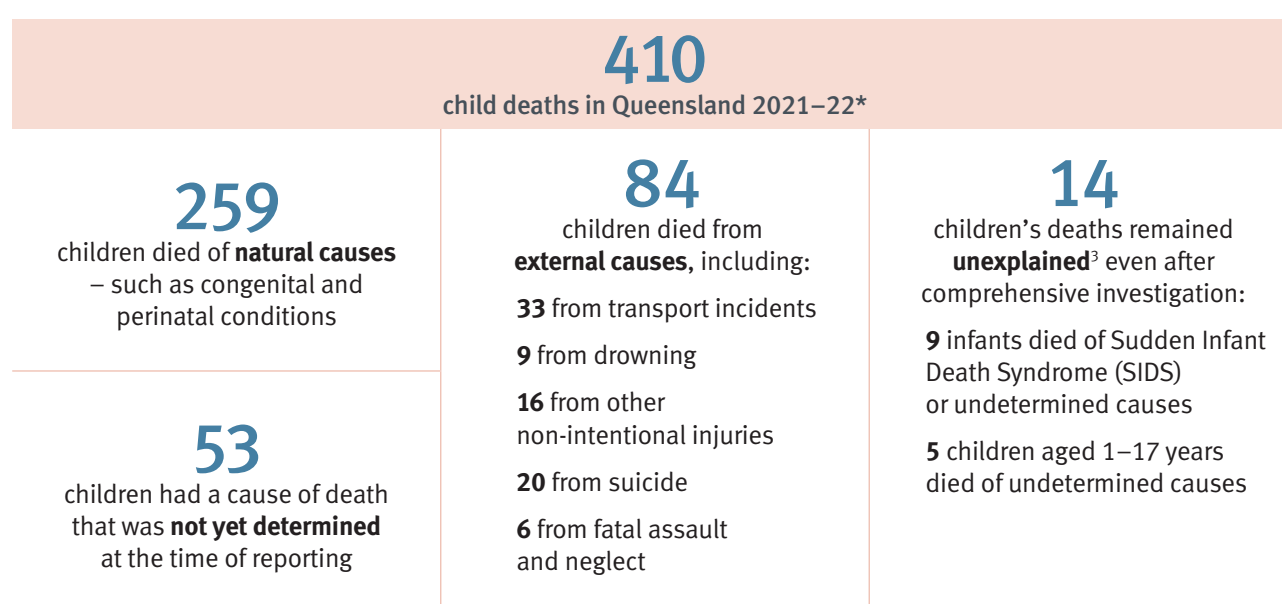 410
child deaths in Queensland 2021–22*
259
children died of natural causes
– such as congenital and
perinatal conditions
53
children had a cause of death
that was not yet determined
at the time of reporting
84
children died from
external causes, including:
33 from transport incidents
9 from drowning
16 from other
non-intentional injuries
20 from suicide
6 from fatal assault
and neglect
14
children’s deaths remained
unexplained³ even after
comprehensive investigation:
9 infants died of Sudden Infant
Death Syndrome (SIDS)
or undetermined causes
5 children aged 1–17 years
died of undetermined causes